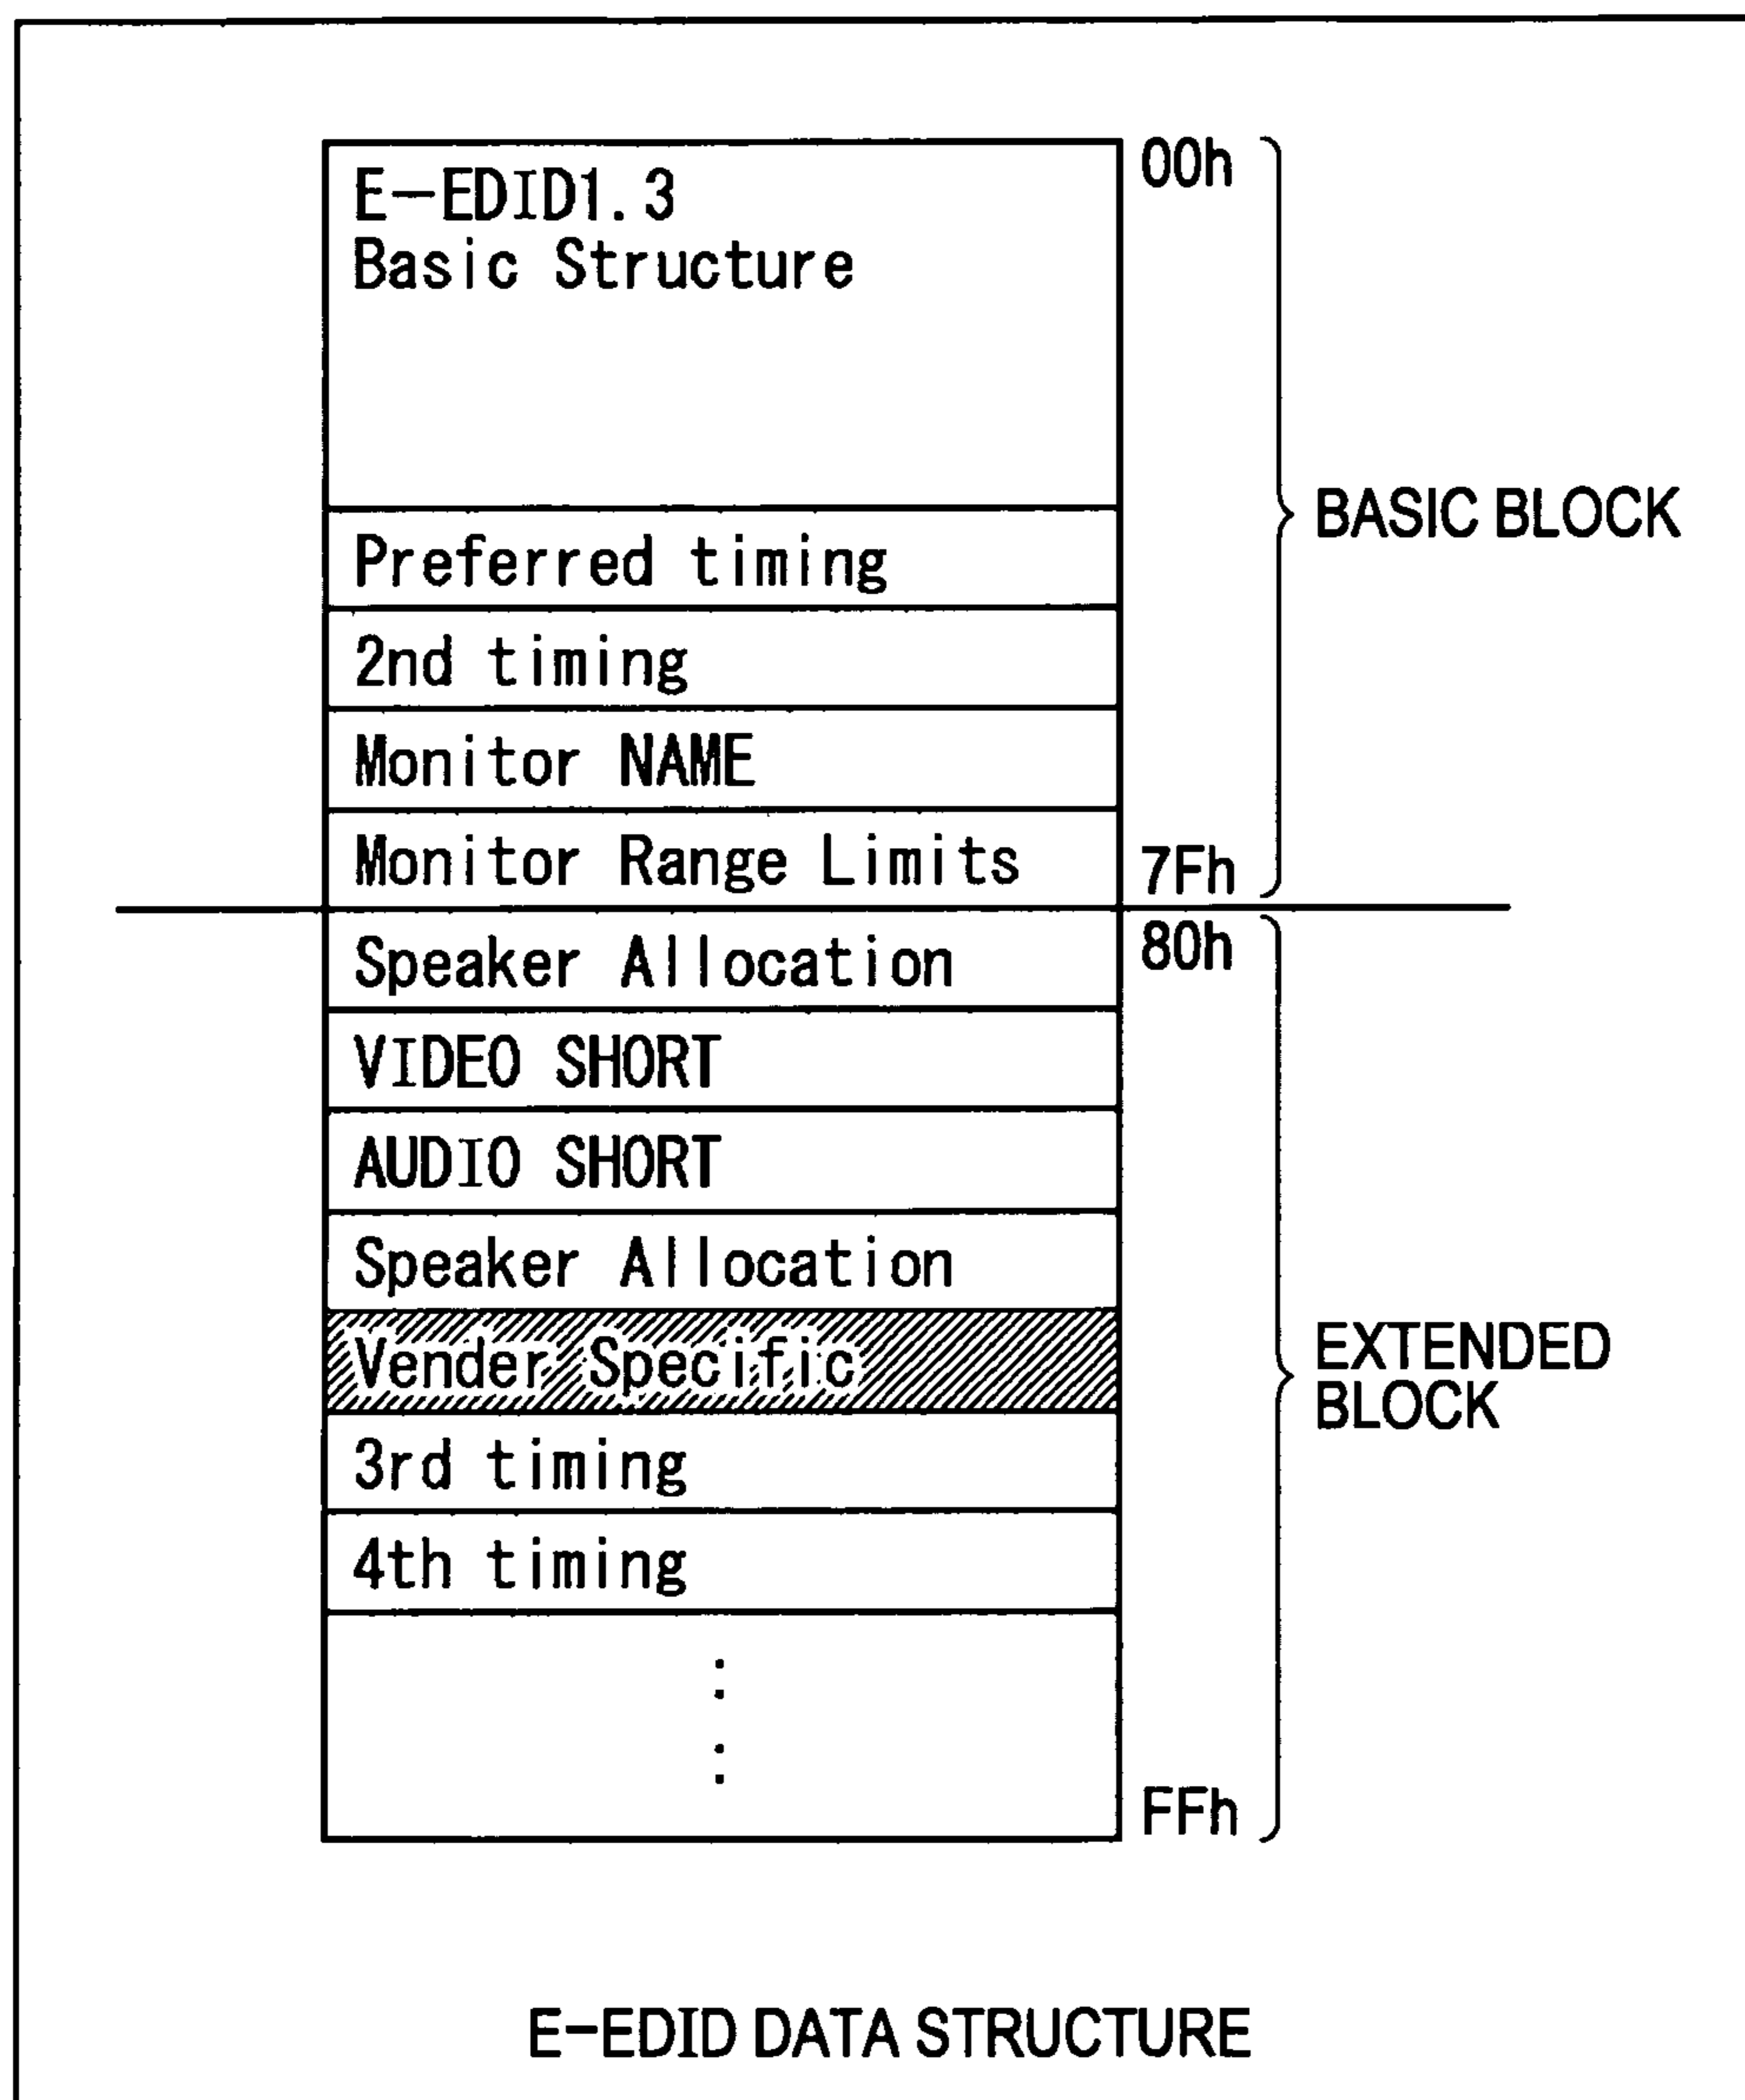 E-EDID1.3
Basic Structure
00h
BASIC BLOCK
Preferred timing
2nd timing
Monitor NAME
Monitor Range Limits
7Fh
Speaker Allocation
80h
VIDEO SHORT
AUDIO SHORT
Speaker Allocation
Vender Specific
EXTENDED
BLOCK
3rd timing
4th timing
FFh
E-EDID DATA STRUCTURE